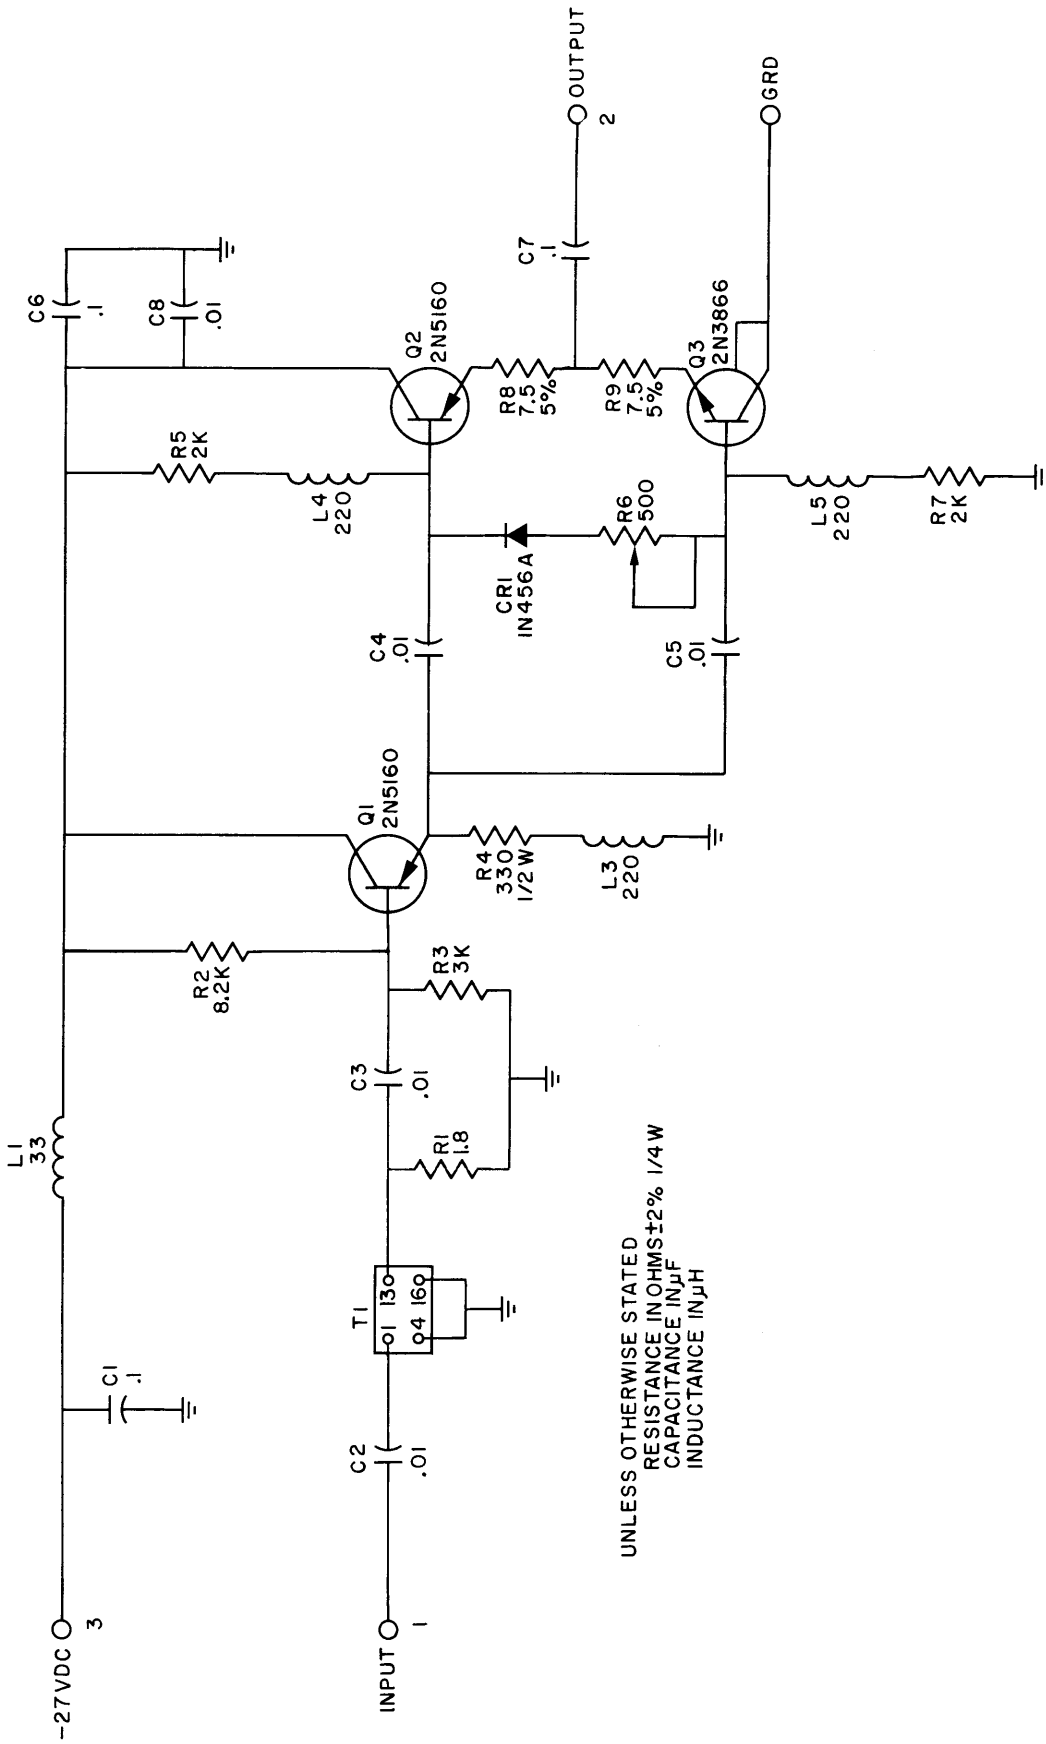 -27VDC
3
C1
.1
L1
33
R2
8.2K
R5
2K
L4
220
C6
.1
C8
.01
INPUT
1
C2
.01
T1
1
13
4
16
R1
1.8
C3
.01
R3
3K
Q1
2N5160
R4
330
1/2W
L3
220
C4
.01
CR1
1N456A
R6
500
C5
.01
Q2
2N5160
R8
7.5
5%
R9
7.5
5%
Q3
2N3866
L5
220
R7
2K
C7
.1
OUTPUT
2
GRD
UNLESS OTHERWISE STATED
RESISTANCE IN OHMS±2% 1/4W
CAPACITANCE IN µF
INDUCTANCE IN µH